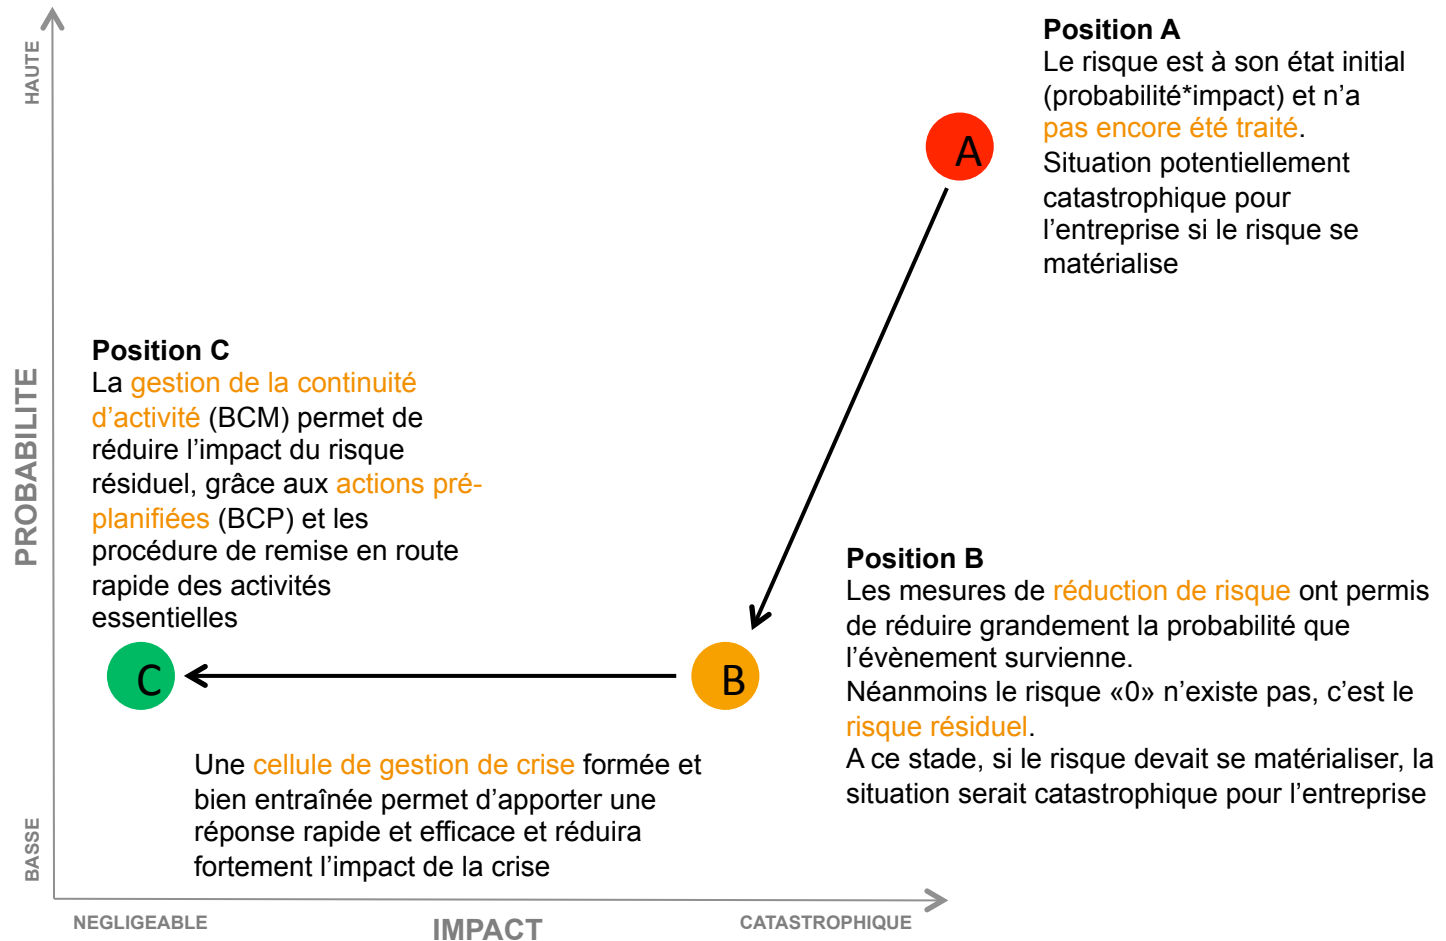 Position A
Le risque est à son état initial
(probabilité*impact) et n’a
pas encore été traité.
Situation potentiellement
catastrophique pour
l’entreprise si le risque se
matérialise
HAUTE
A
Position C
La gestion de la continuité
d’activité (BCM) permet de
réduire l’impact du risque
résiduel, grâce aux actions pré-
planifiées (BCP) et les
procédure de remise en route
rapide des activités
essentielles
PROBABILITE
Position B
Les mesures de réduction de risque ont permis
de réduire grandement la probabilité que
l’évènement survienne.
Néanmoins le risque «0» n’existe pas, c’est le
risque résiduel.
A ce stade, si le risque devait se matérialiser, la
situation serait catastrophique pour l’entreprise
C
B
Une cellule de gestion de crise formée et
bien entraînée permet d’apporter une
réponse rapide et efficace et réduira
fortement l’impact de la crise
BASSE
NEGLIGEABLE
IMPACT
CATASTROPHIQUE